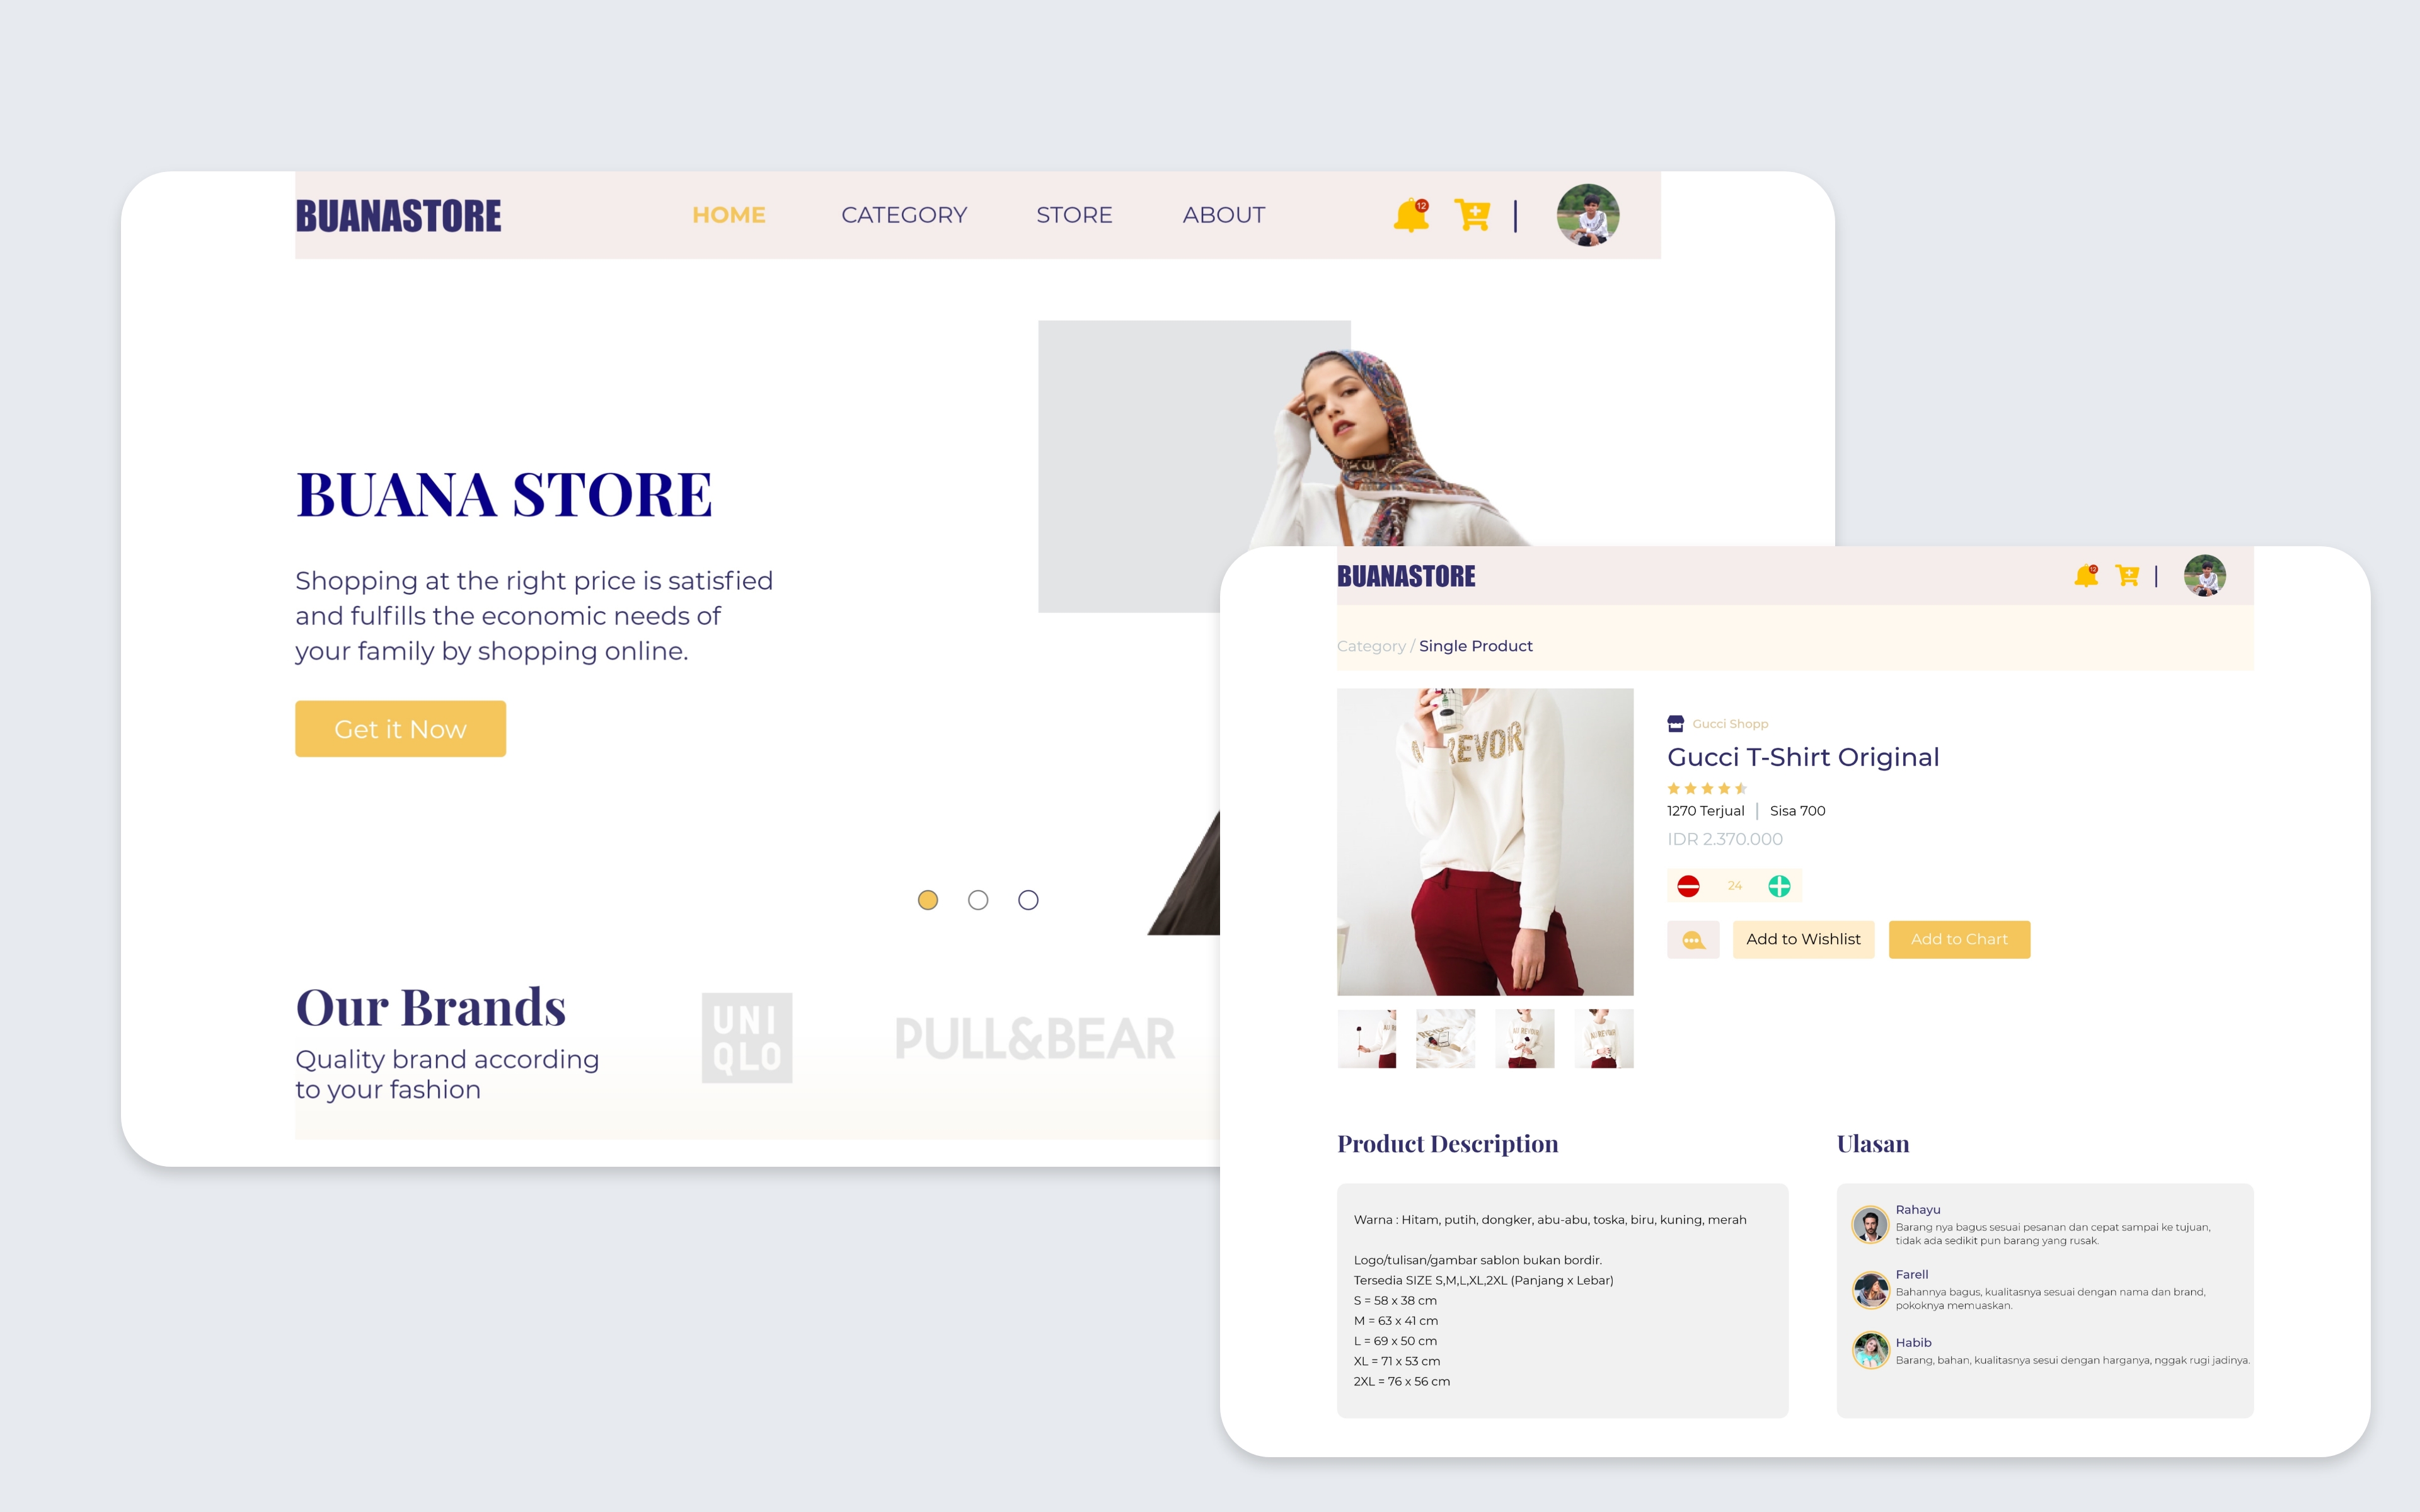 BUANASTORE
HOME
CATEGORY
STORE
ABOUT
12
BUANA STORE
Shopping at the right price is satisfied
and fulfills the economic needs of
your family by shopping online.
Get it Now
Our Brands
Quality brand according
to your fashion
UNI
QLO
PULL&BEAR
BUANASTORE
12
Category / Single Product
REVOR
Gucci Shopp
Gucci T-Shirt Original
1270 Terjual | Sisa 700
IDR 2.370.000
24
Add to Wishlist
Add to Chart
Product Description
Warna : Hitam, putih, dongker, abu-abu, toska, biru, kuning, merah
Logo/tulisan/gambar sablon bukan bordir.
Tersedia SIZE S,M,L,XL,2XL (Panjang x Lebar)
S = 58 x 38 cm
M = 63 x 41 cm
L = 69 x 50 cm
XL = 71 x 53 cm
2XL = 76 x 56 cm
Ulasan
Rahayu
Barang nya bagus sesuai pesanan dan cepat sampai ke tujuan,
tidak ada sedikit pun barang yang rusak.
Farell
Bahannya bagus, kualitasnya sesuai dengan nama dan brand,
pokoknya memuaskan.
Habib
Barang, bahan, kualitasnya sesui dengan harganya, nggak rugi jadinya.